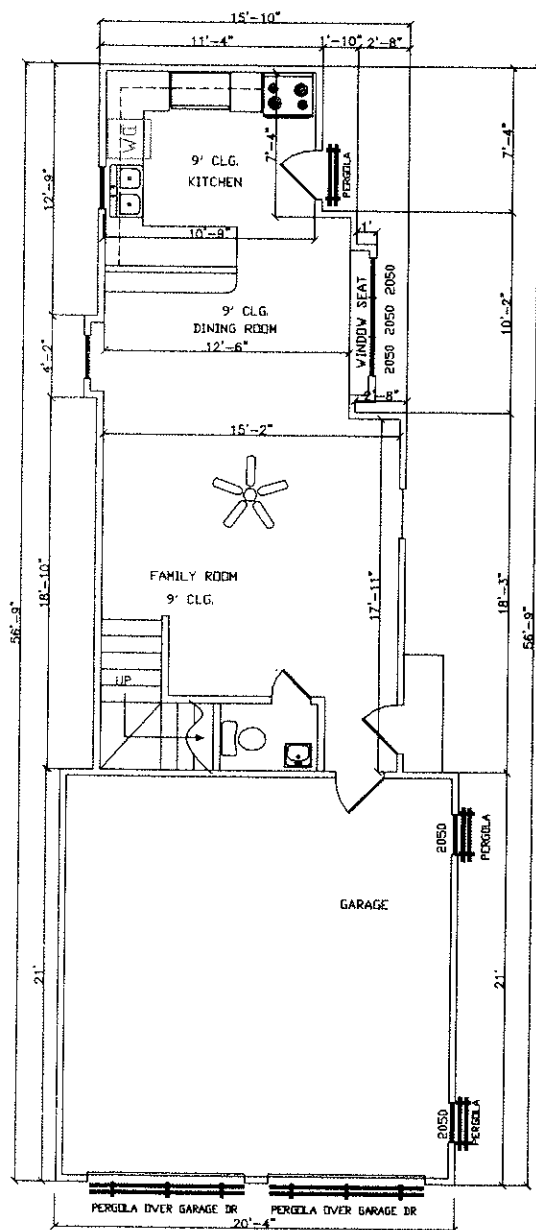 15'-10"
11'-4"
1'-10"
2'-8"
9' CLG.
KITCHEN
7'-4"
PERGOLA
7'-4"
DW
12'-9"
10'-8"
1'
9' CLG.
DINING ROOM
12'-6"
WINDOW SEAT
2050 2050 2050
10'-2"
4'-2"
2'-8"
15'-2"
FAMILY ROOM
9' CLG.
17'-11"
18'-10"
18'-3"
56'-9"
56'-9"
UP
2050
PERGOLA
GARAGE
21'
21'
2050
PERGOLA
PERGOLA OVER GARAGE DR
PERGOLA OVER GARAGE DR
20'-4"